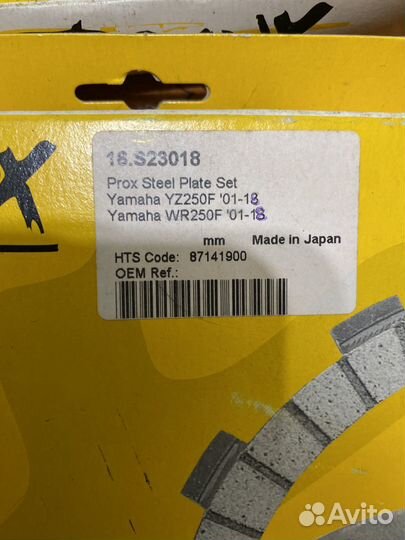 16.S23018
Prox Steel Plate Set
Yamaha YZ250F '01-18
Yamaha WR250F '01-18
mm Made in Japan
HTS Code: 87141900
OEM Ref.:
X
Avito